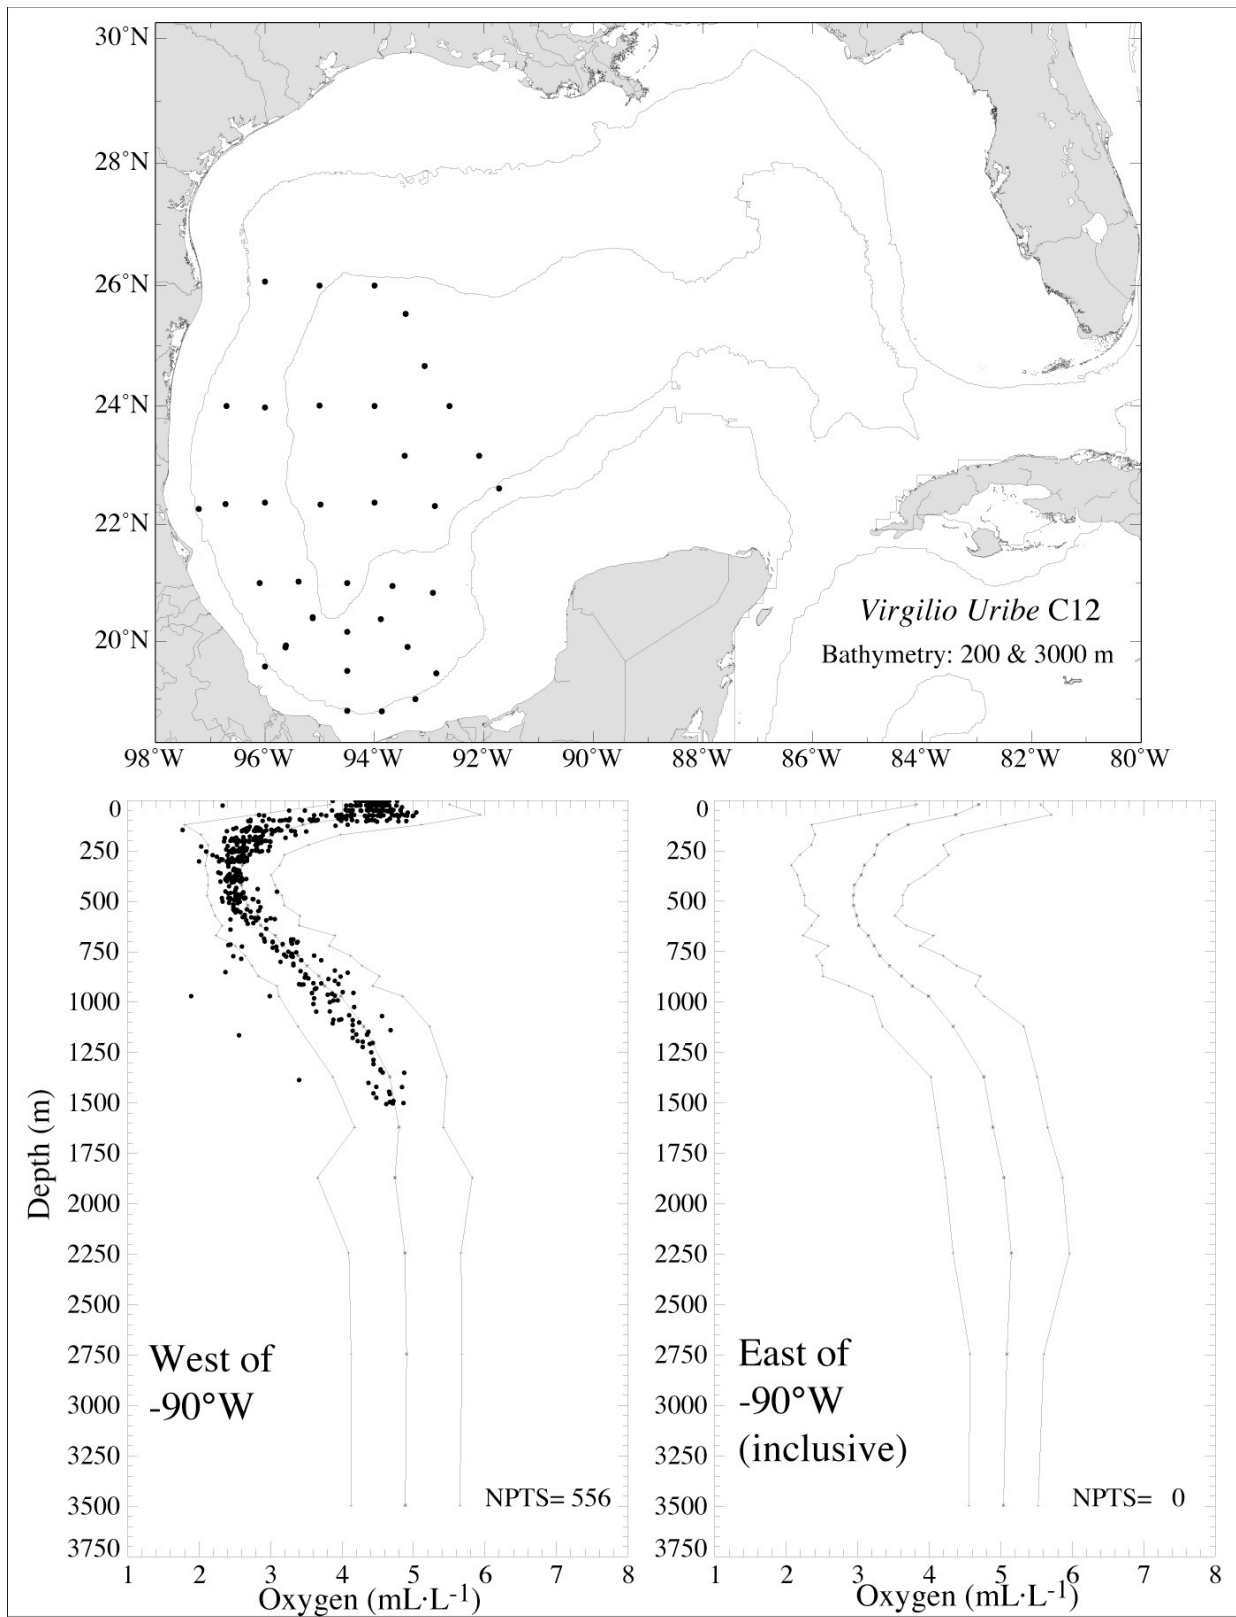 30°N
28°N
26°N
24°N
22°N
20°N
Virgilio Uribe C12
Bathymetry: 200 & 3000 m
98°W 96°W 94°W 92°W 90°W 88°W 86°W 84°W 82°W 80°W
0
250
500
750
1000
1250
1500
1750
2000
2250
2500
2750
3000
3250
3500
3750
Depth (m)
West of
-90°W
NPTS= 556
1 2 3 4 5 6 7 8
Oxygen (mL·L-1)
0
250
500
750
1000
1250
1500
1750
2000
2250
2500
2750
3000
3250
3500
3750
East of
-90°W
(inclusive)
NPTS= 0
1 2 3 4 5 6 7 8
Oxygen (mL·L-1)